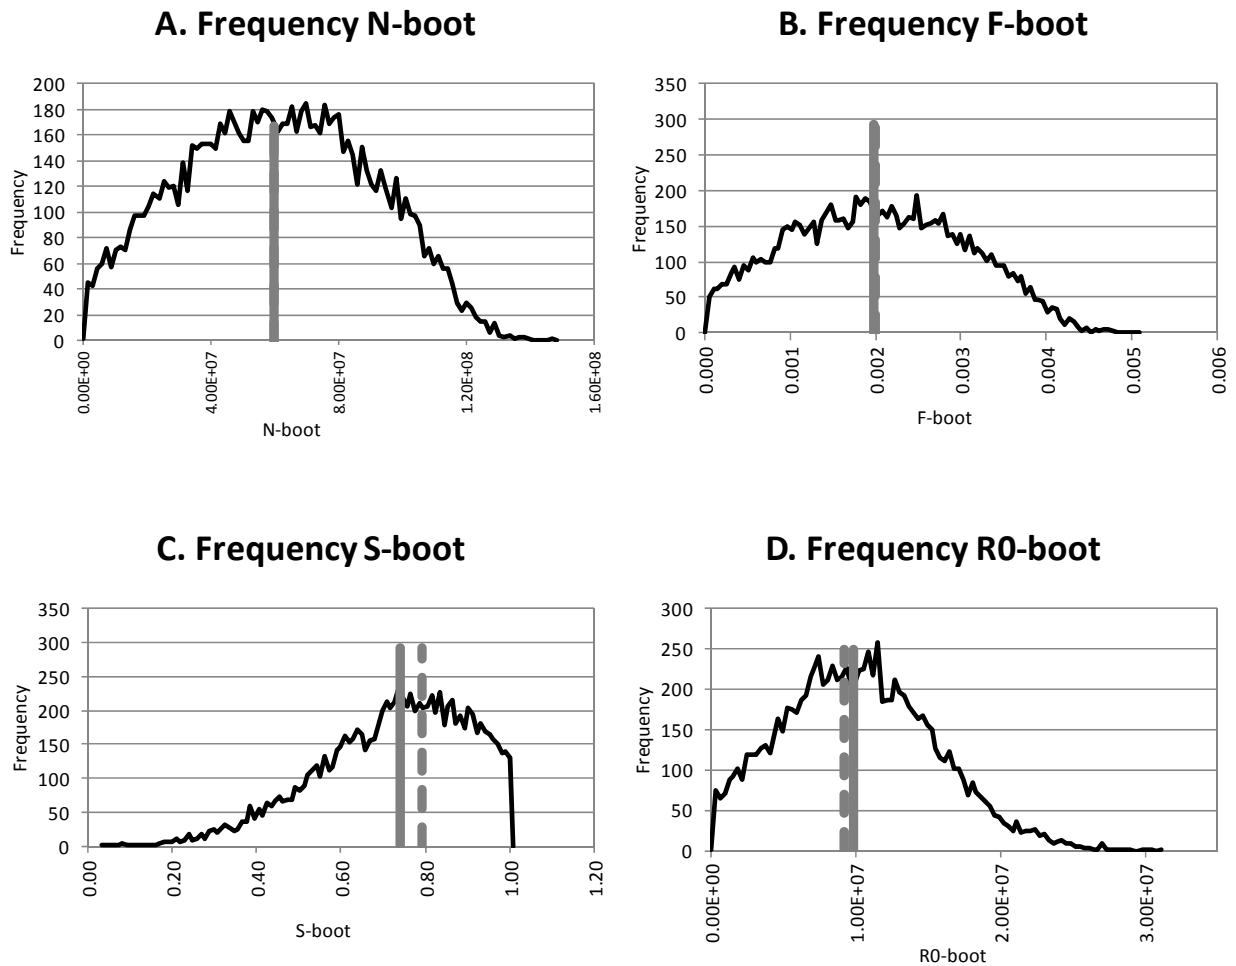 A. Frequency N-boot
200
180
160
140
120
100
80
60
40
20
0
Frequency
0.00E+00
4.00E+07
8.00E+07
1.20E+08
1.60E+08
N-boot
B. Frequency F-boot
350
300
250
200
150
100
50
0
Frequency
0.000
0.001
0.002
0.003
0.004
0.005
0.006
F-boot
C. Frequency S-boot
350
300
250
200
150
100
50
0
Frequency
0.00
0.20
0.40
0.60
0.80
1.00
1.20
S-boot
D. Frequency R0-boot
300
250
200
150
100
50
0
Frequency
0.00E+00
1.00E+07
2.00E+07
3.00E+07
R0-boot